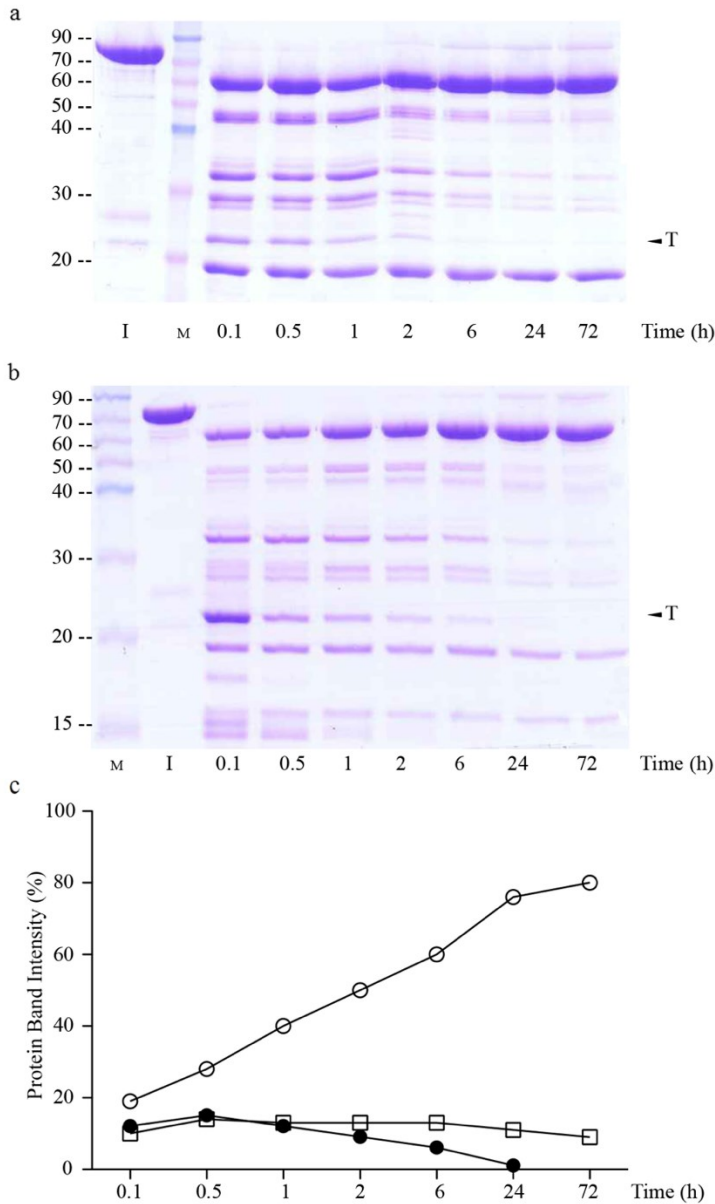 a
90 --
70 --
60 --
50 --
40 --
30 --
20 --
◄T
I M 0.1 0.5 1 2 6 24 72 Time (h)
b
90 --
70 --
60 --
50 --
40 --
30 --
20 --
15 --
◄T
M I 0.1 0.5 1 2 6 24 72 Time (h)
c
Protein Band Intensity (%)
100
80
60
40
20
0
0.1 0.5 1 2 6 24 72 Time (h)